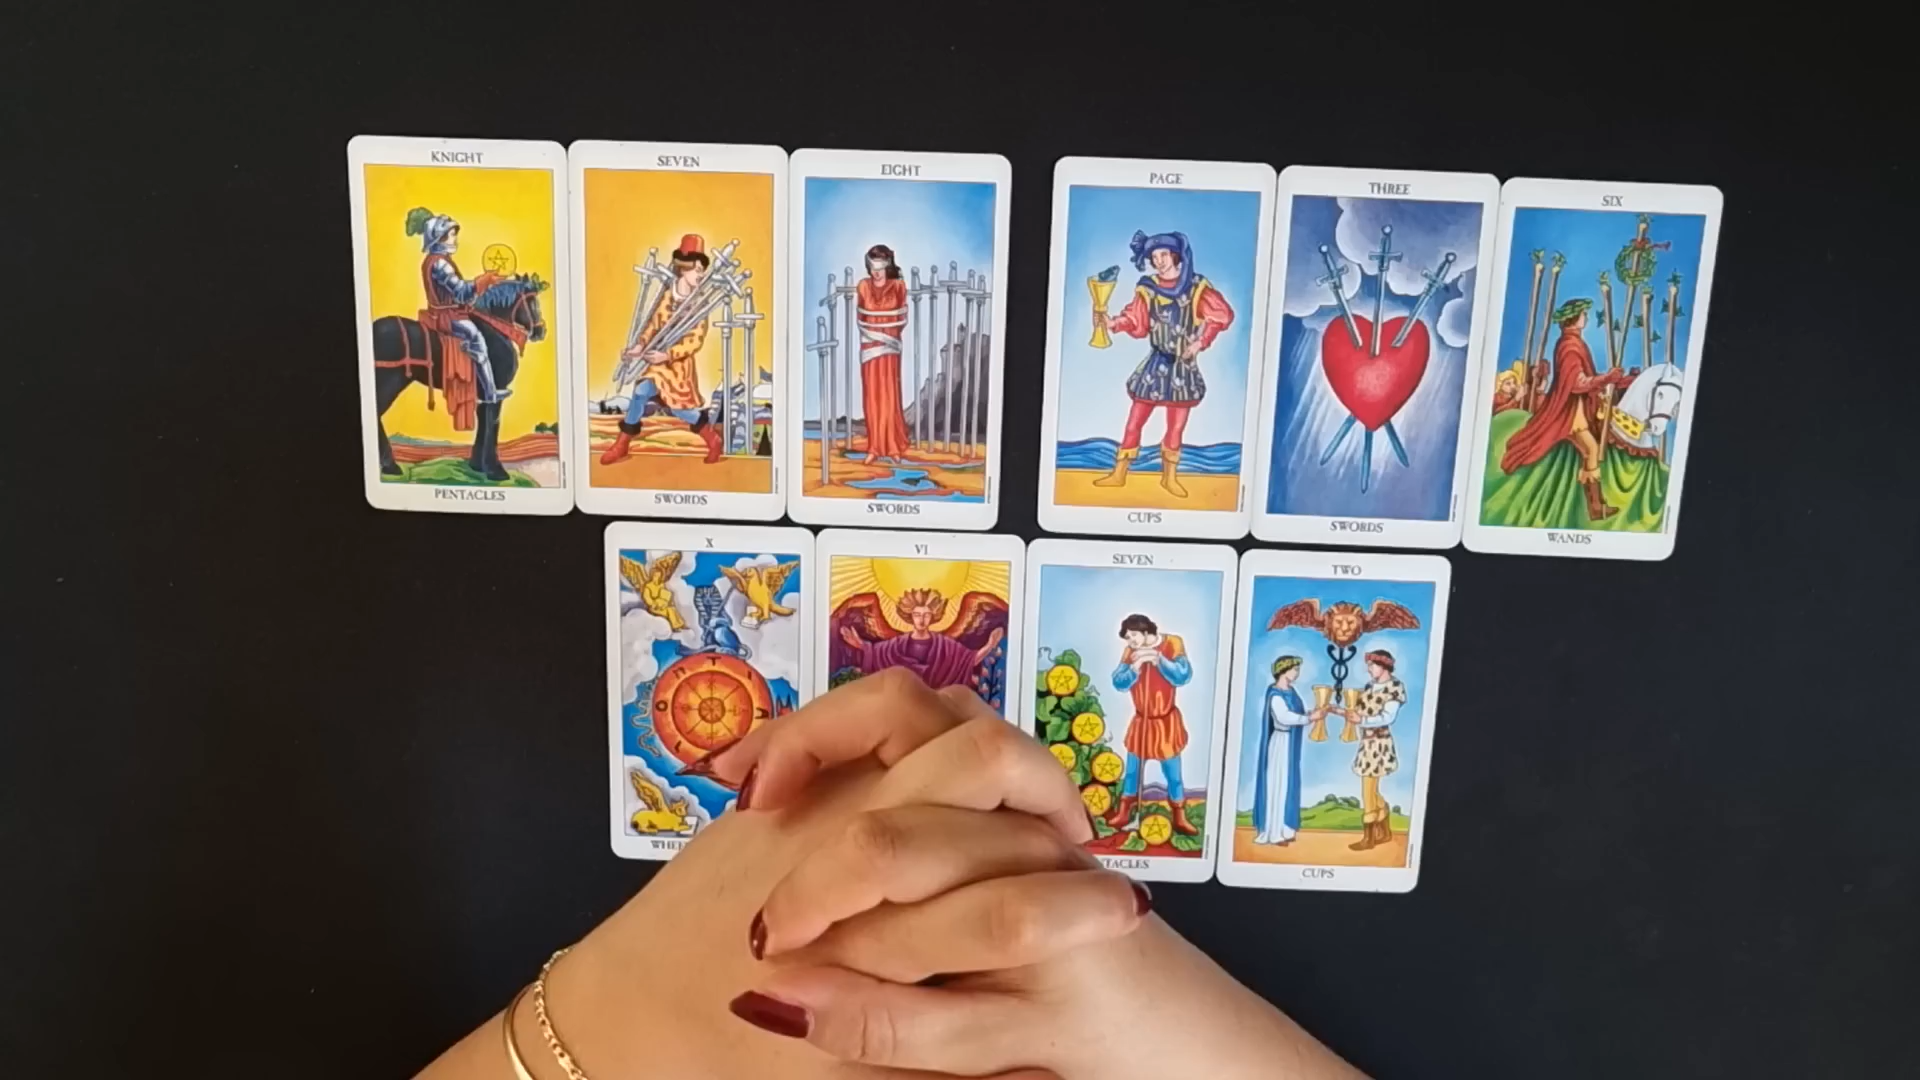 KNIGHT
PENTACLES
SEVEN
SWORDS
EIGHT
SWORDS
PAGE
CUPS
THREE
SWORDS
SIX
WANDS
X
VI
SEVEN
TWO
CUPS